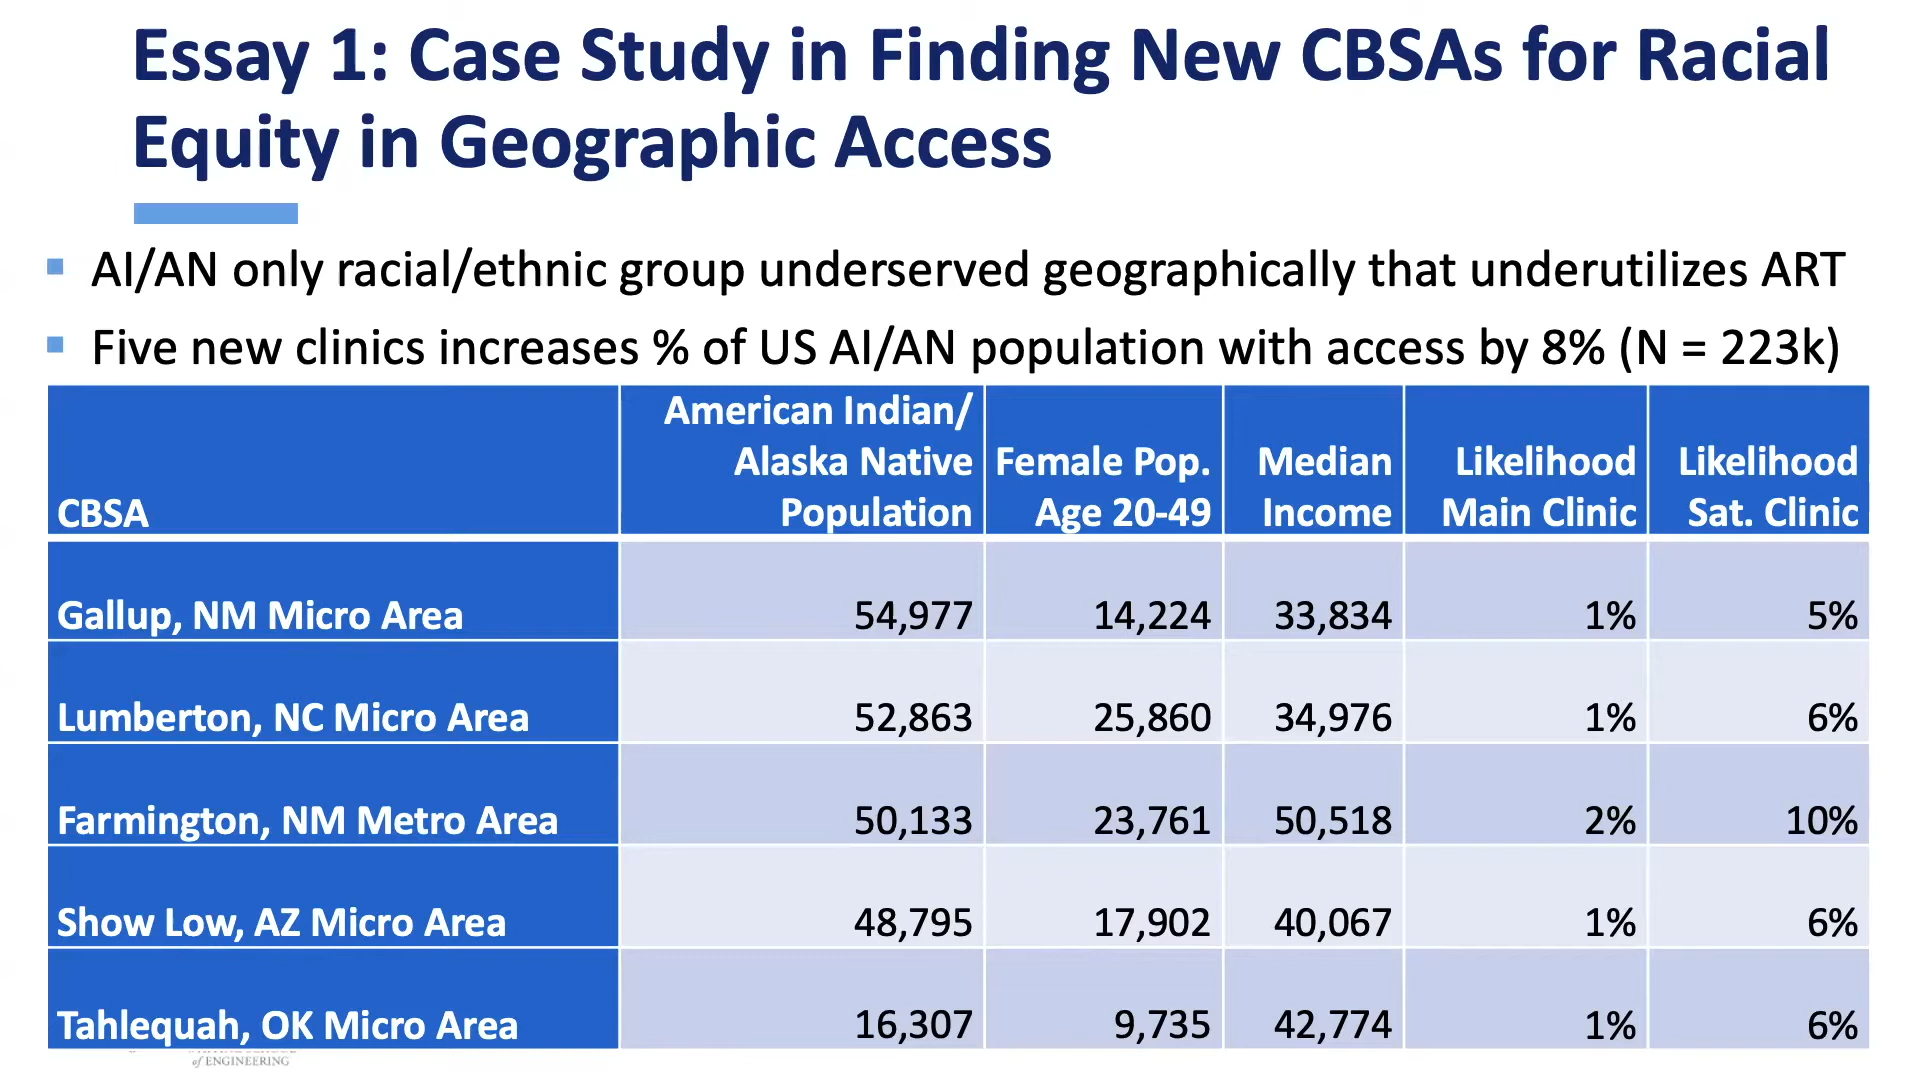 Essay 1: Case Study in Finding New CBSAs for Racial
Equity in Geographic Access
AI/AN only racial/ethnic group underserved geographically that underutilizes ART
Five new clinics increases % of US AI/AN population with access by 8% (N = 223k)
CBSA American Indian/ Alaska Native Population Female Pop. Age 20-49 Median Income Likelihood Main Clinic Likelihood Sat. Clinic
Gallup, NM Micro Area 54,977 14,224 33,834 1% 5%
Lumberton, NC Micro Area 52,863 25,860 34,976 1% 6%
Farmington, NM Metro Area 50,133 23,761 50,518 2% 10%
Show Low, AZ Micro Area 48,795 17,902 40,067 1% 6%
Tahlequah, OK Micro Area 16,307 9,735 42,774 1% 6%
of ENGINEERING